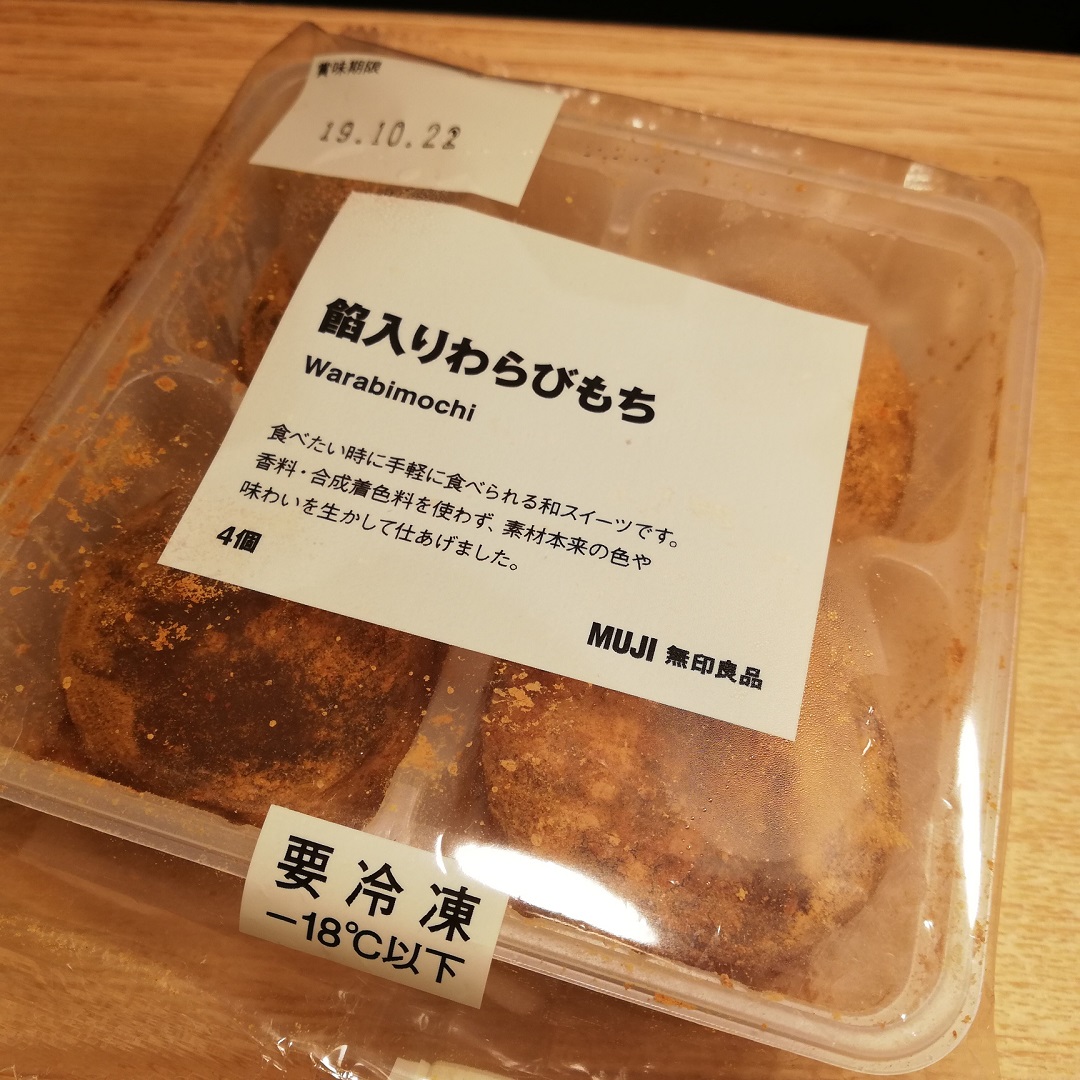 賞味期限
19.10.22
餡入りわらびもち
Warabimochi
食べたい時に手軽に食べられる和スイーツです。
香料・合成着色料を使わず、素材本来の色や
味わいを生かして仕あげました。
4個
MUJI 無印良品
要冷凍
－18℃以下